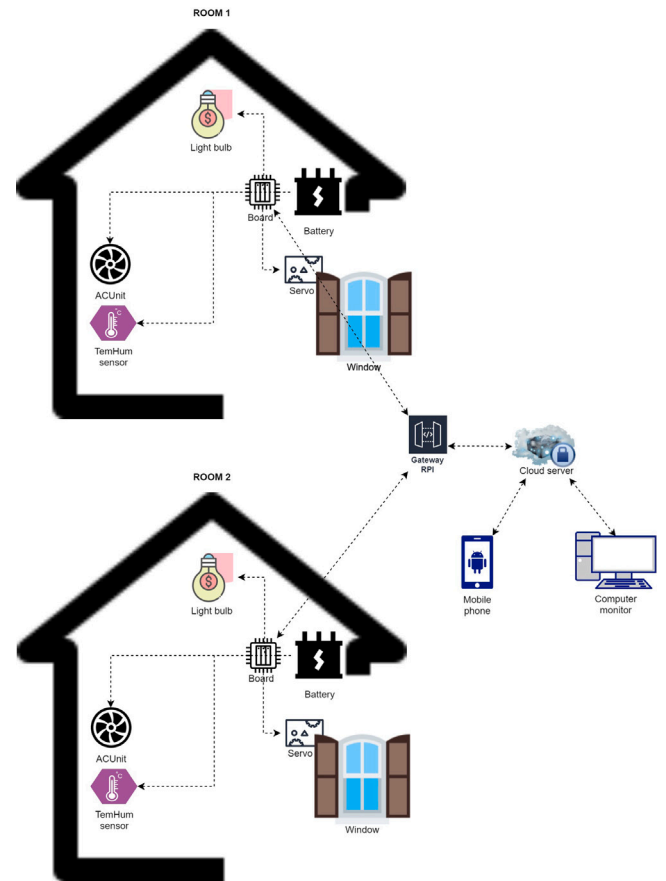 ROOM 1
Light bulb
Board
Battery
ACUnit
Servo
TemHum
sensor
Window
Gateway
RPI
Cloud server
ROOM 2
Mobile
phone
Computer
monitor
Light bulb
Board
Battery
ACUnit
Servo
TemHum
sensor
Window